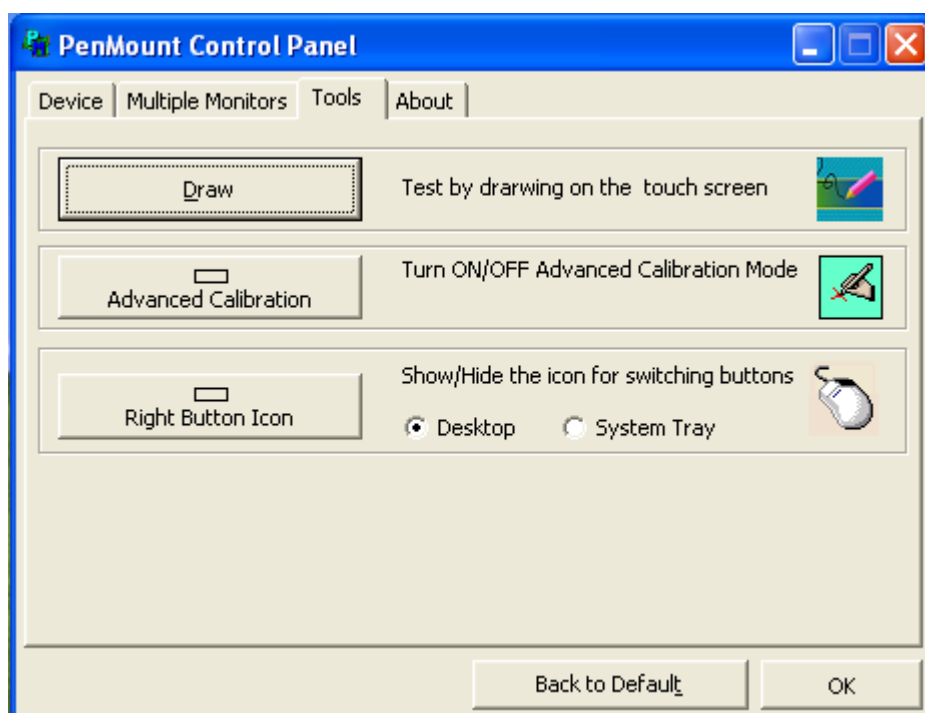 PenMount Control Panel
Device Multiple Monitors Tools About
Draw Test by drarwing on the touch screen
Turn ON/OFF Advanced Calibration Mode
Advanced Calibration
Show/Hide the icon for switching buttons
Right Button Icon Desktop System Tray
Back to Default OK